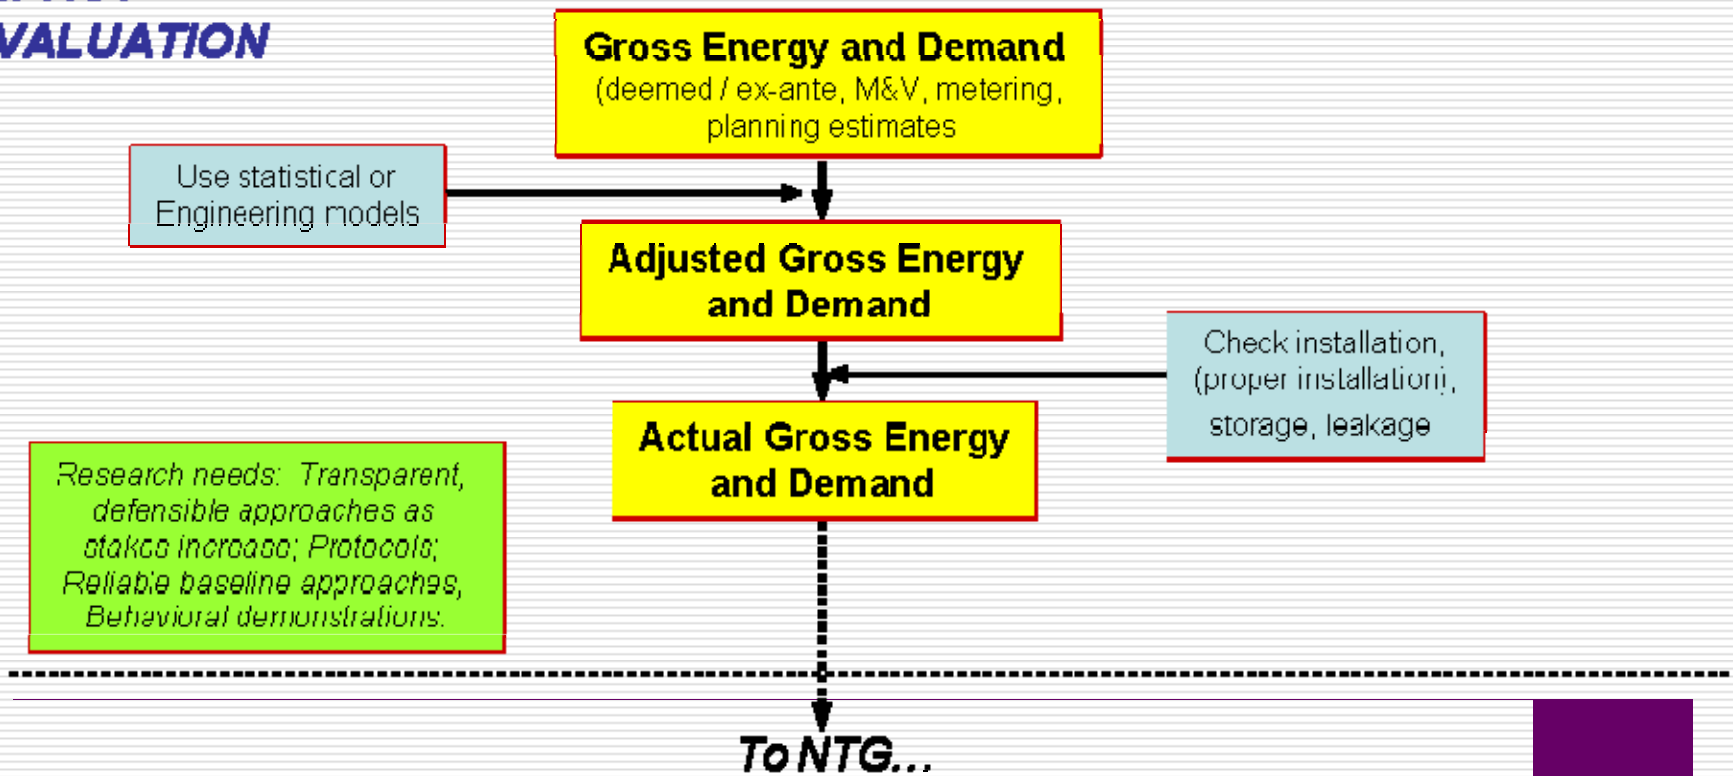 VALUATION
Gross Energy and Demand
(deemed / ex-ante, M&V, metering,
planning estimates
Use statistical or
Engineering models
Adjusted Gross Energy
and Demand
Check installation,
(proper installation),
storage, leakage
Actual Gross Energy
and Demand
Research needs: Transparent,
defensible approaches as
stakes increase; Protocols;
Reliable baseline approaches,
Behavioral demonstrations.
To NTG...